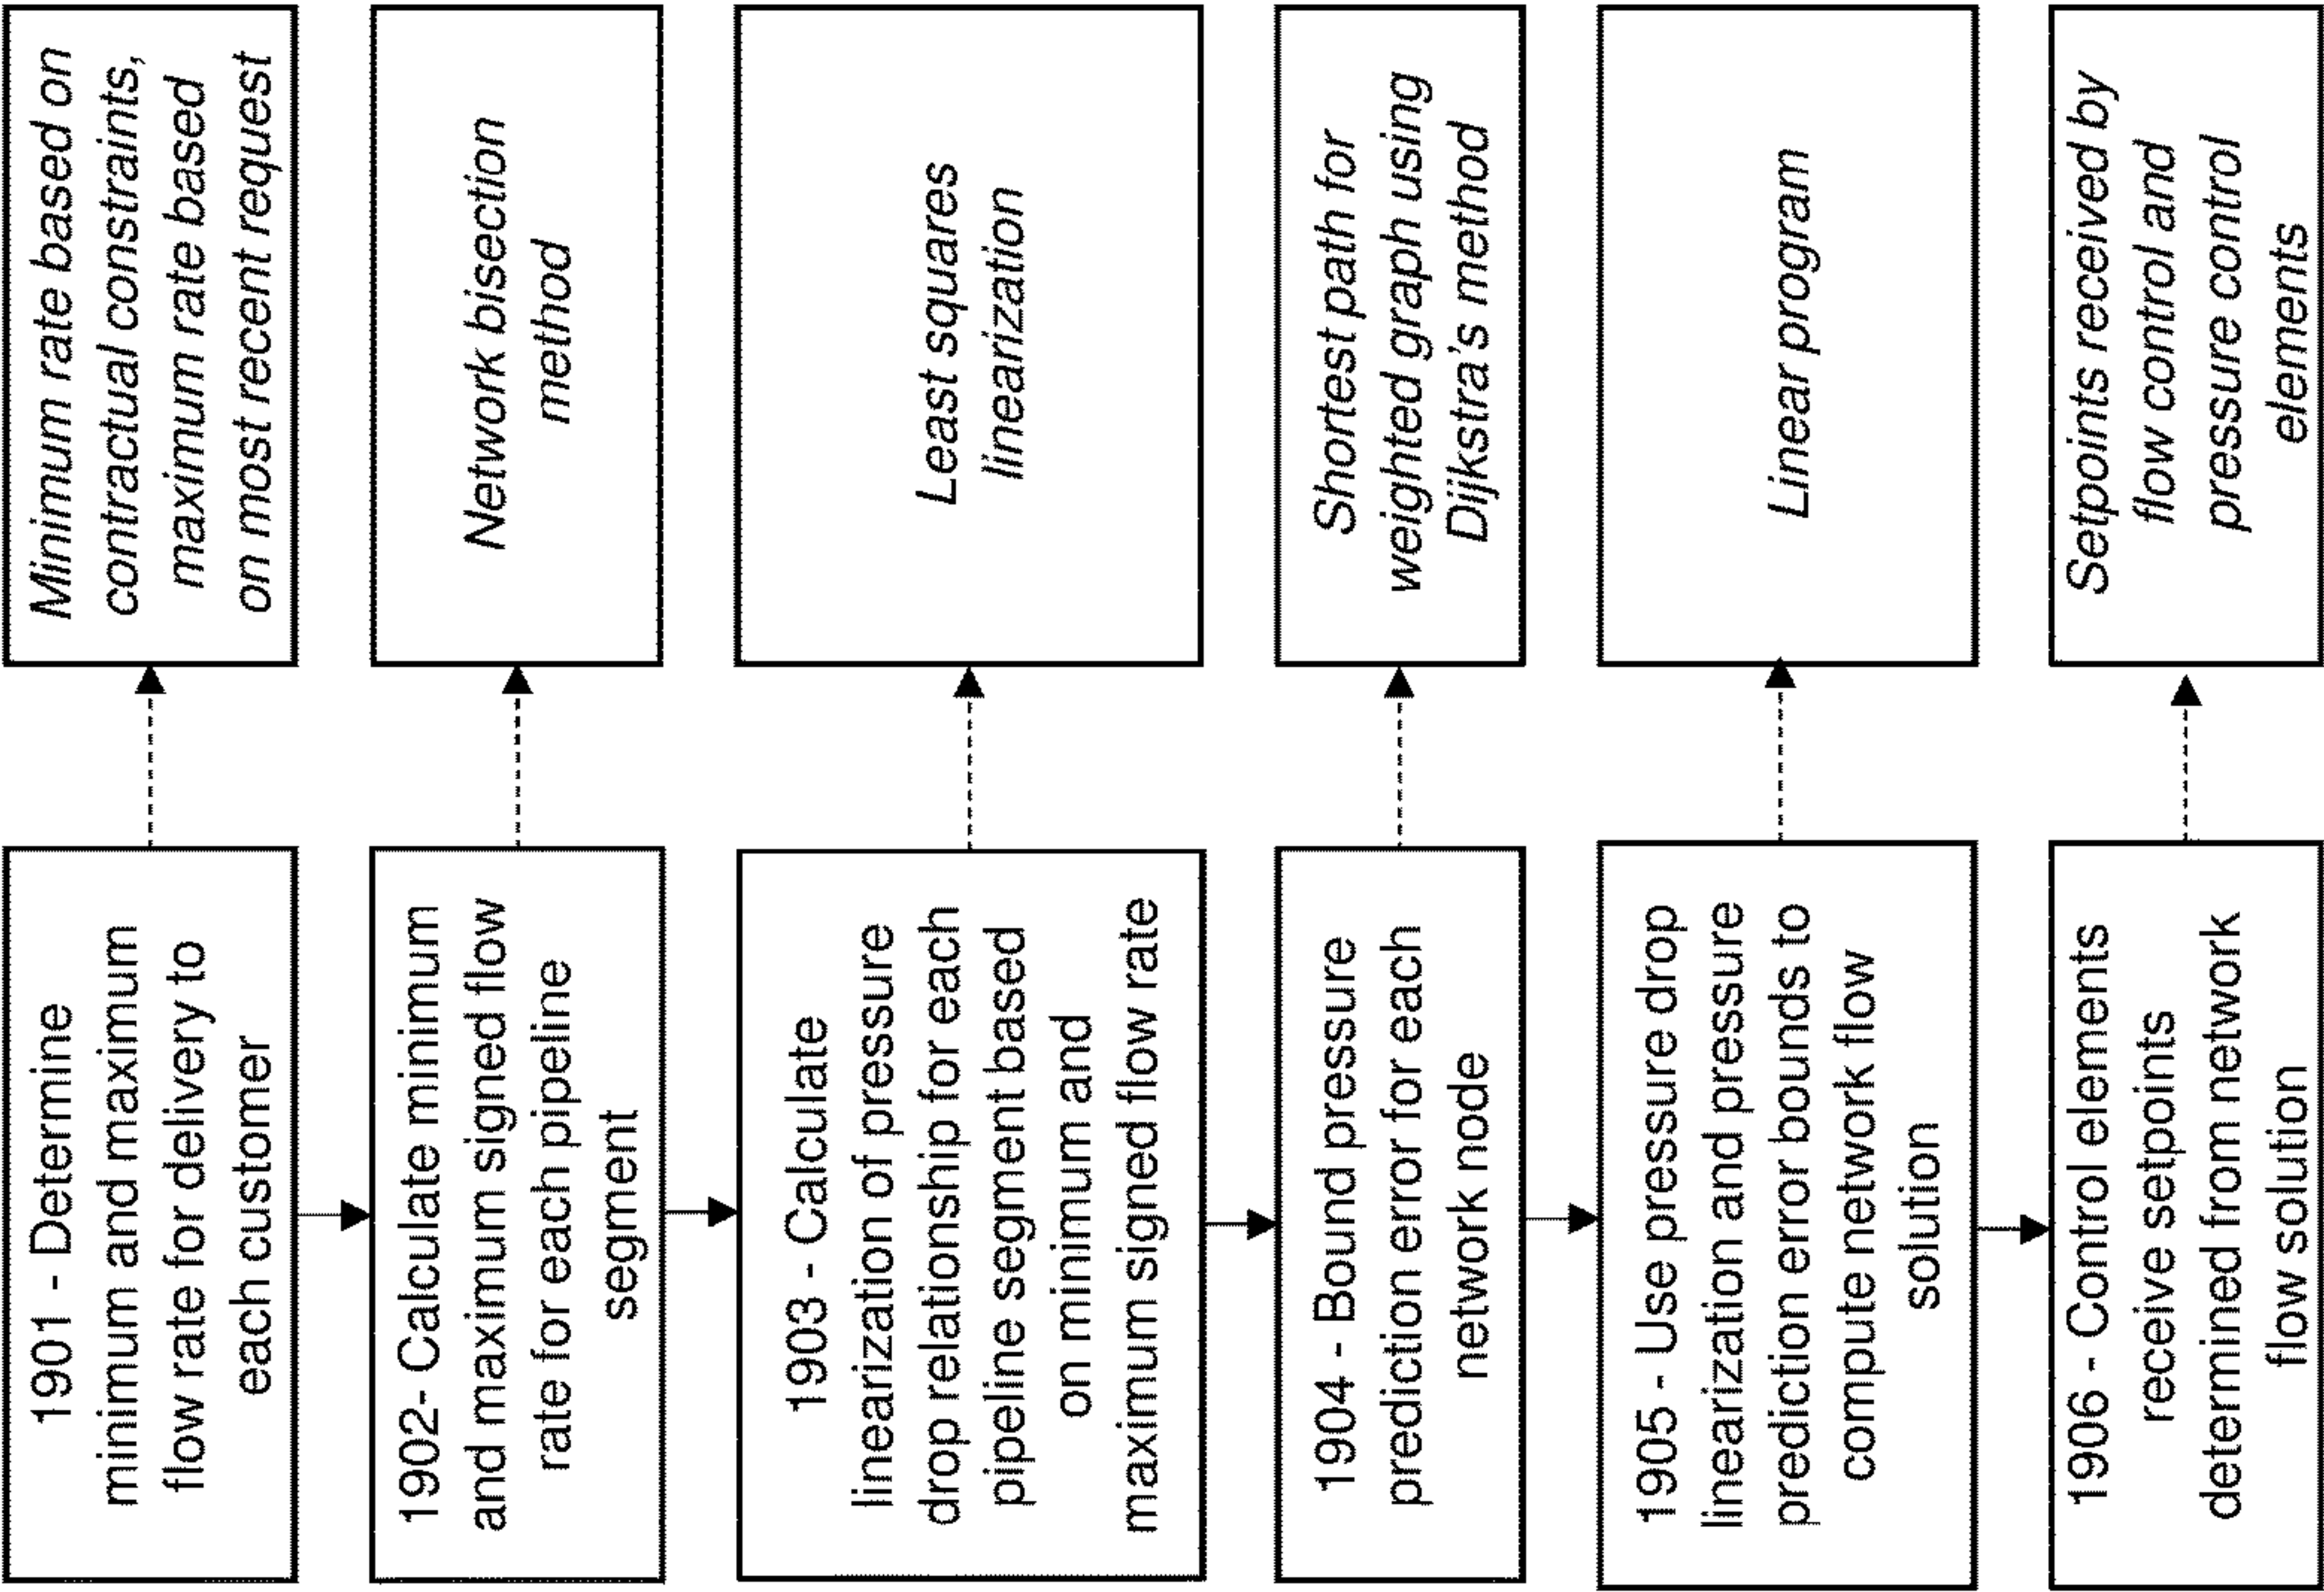 1901 - Determine
minimum and maximum
flow rate for delivery to
each customer
Minimum rate based on
contractual constraints,
maximum rate based
on most recent request
1902- Calculate minimum
and maximum signed flow
rate for each pipeline
segment
Network bisection
method
1903 - Calculate
linearization of pressure
drop relationship for each
pipeline segment based
on minimum and
maximum signed flow rate
Least squares
linearization
1904 - Bound pressure
prediction error for each
network node
Shortest path for
weighted graph using
Dijkstra's method
1905 - Use pressure drop
linearization and pressure
prediction error bounds to
compute network flow
solution
Linear program
1906 - Control elements
receive setpoints
determined from network
flow solution
Setpoints received by
flow control and
pressure control
elements